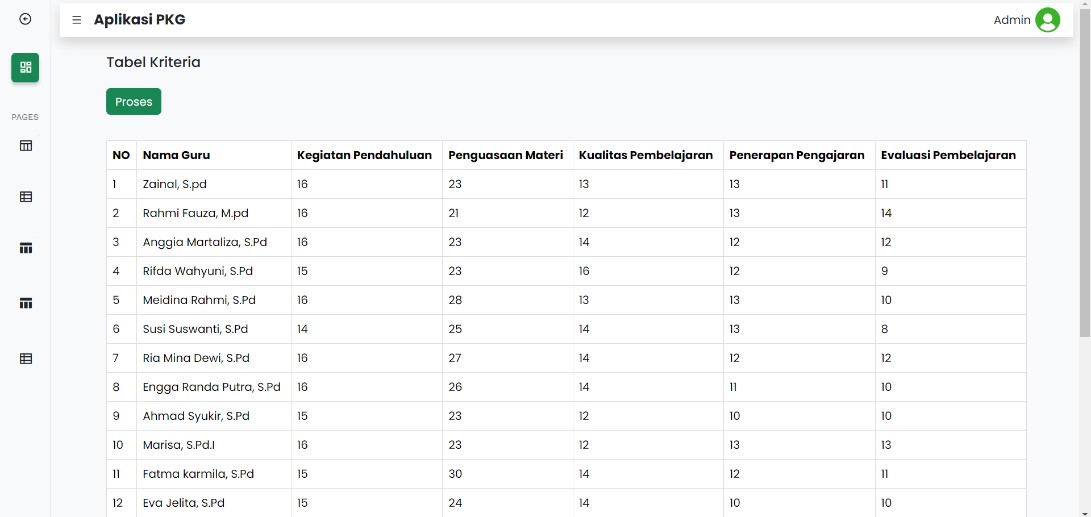 Aplikasi PKG Admin
Tabel Kriteria
Proses
PAGES
NO Nama Guru Kegiatan Pendahuluan Penguasaan Materi Kualitas Pembelajaran Penerapan Pengajaran Evaluasi Pembelajaran
1 Zainal, S.pd 16 23 13 13 11
2 Rahmi Fauza, M.pd 16 21 12 13 14
3 Anggia Martaliza, S.Pd 16 23 14 12 12
4 Rifda Wahyuni, S.Pd 15 23 16 12 9
5 Meidina Rahmi, S.Pd 16 28 13 13 10
6 Susi Suswanti, S.Pd 14 25 14 13 8
7 Ria Mina Dewi, S.Pd 16 27 14 12 12
8 Engga Randa Putra, S.Pd 16 26 14 11 10
9 Ahmad Syukir, S.Pd 15 23 12 10 10
10 Marisa, S.Pd.I 16 23 12 13 13
11 Fatma karmila, S.Pd 15 30 14 12 11
12 Eva Jelita, S.Pd 15 24 14 10 10